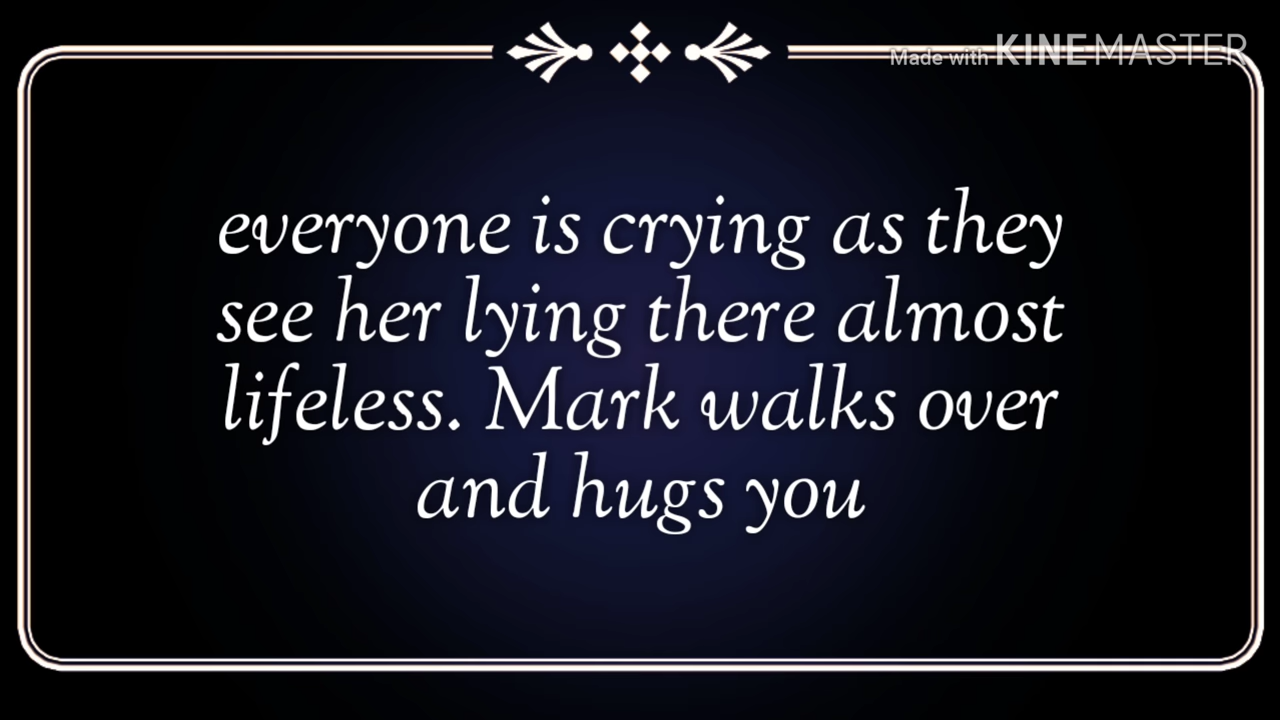 Made with KINEMASTER
everyone is crying as they
see her lying there almost
lifeless. Mark walks over
and hugs you